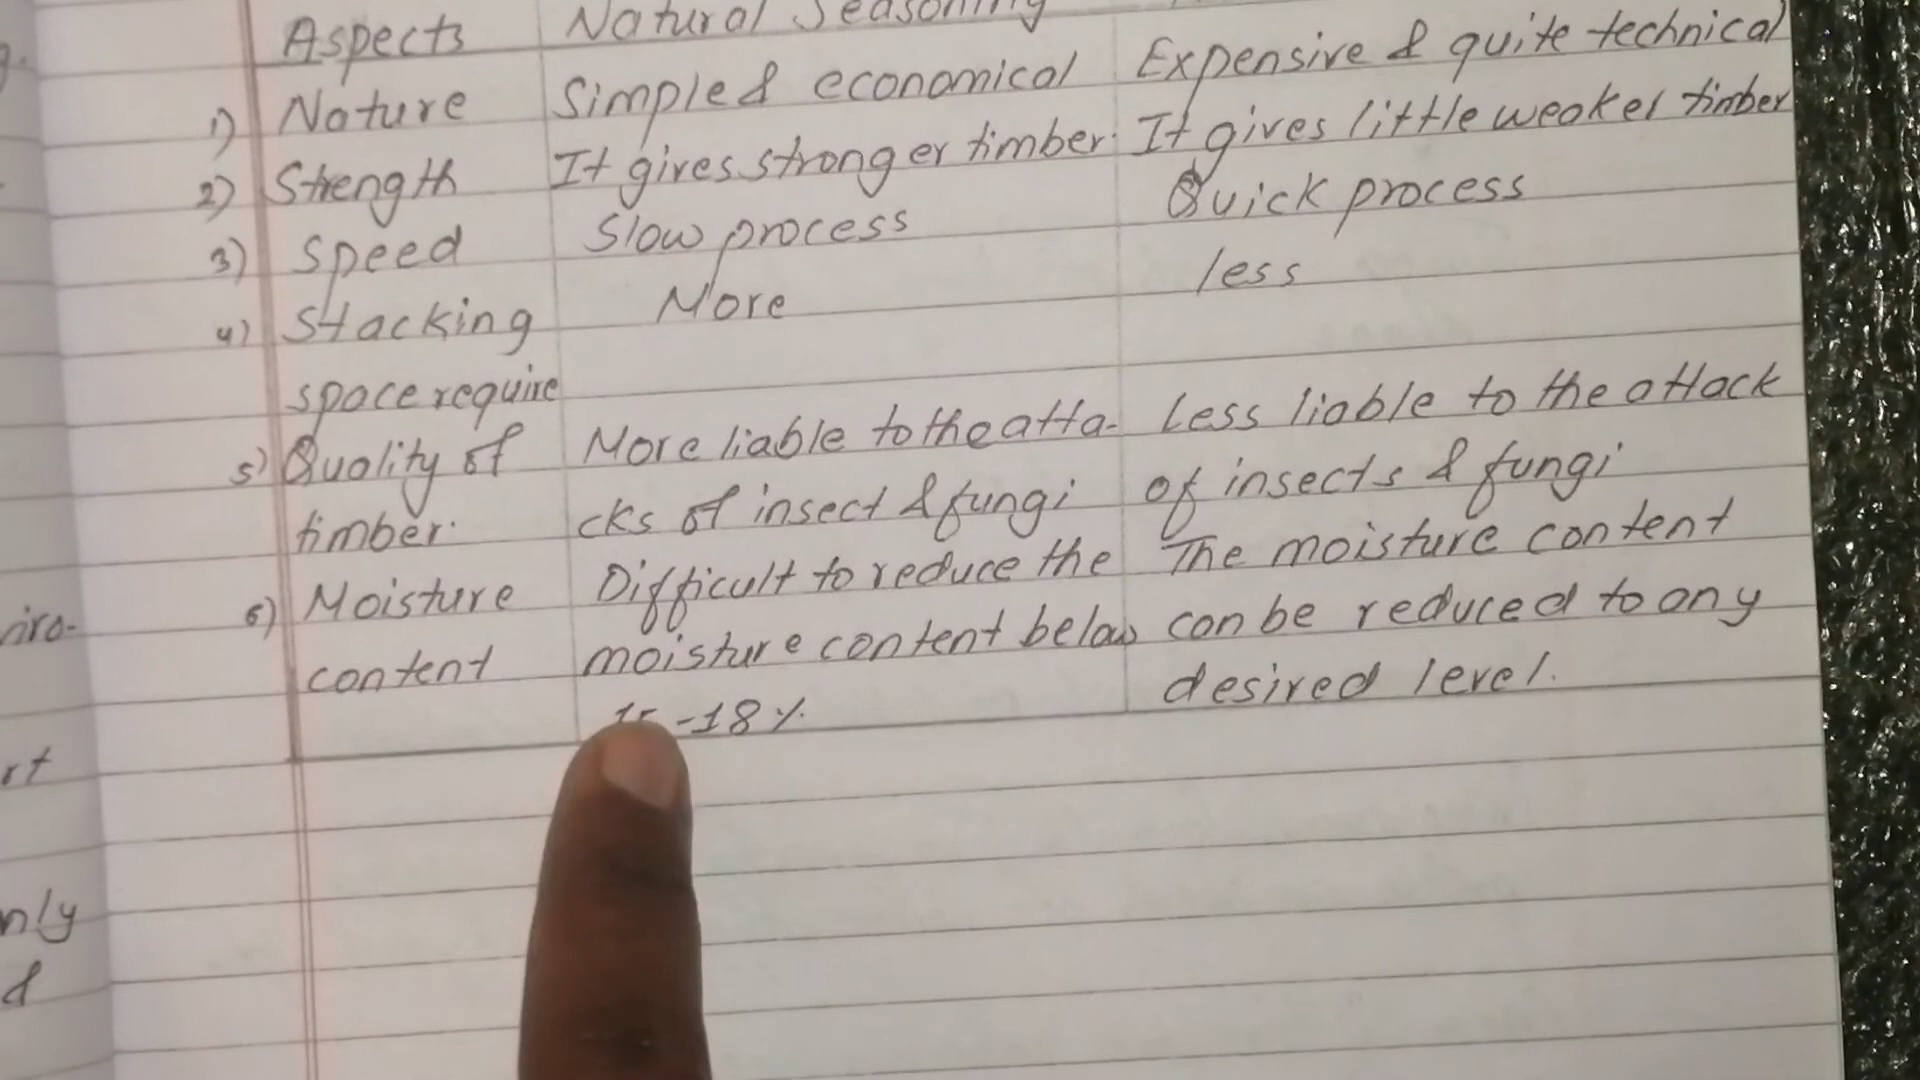 Aspects Natural Seasoning
1) Nature Simple & economical Expensive & quite technical
2) Strength It gives stronger timber. It gives little weaker timber
3) Speed Slow process Quick process
4) Stacking More less
space require
5) Quality of More liable to the atta- Less liable to the attack
timber. cks of insect & fungi of insects & fungi
6) Moisture Difficult to reduce the The moisture content
content moisture content below can be reduced to any
15-18% desired level.
nly
&